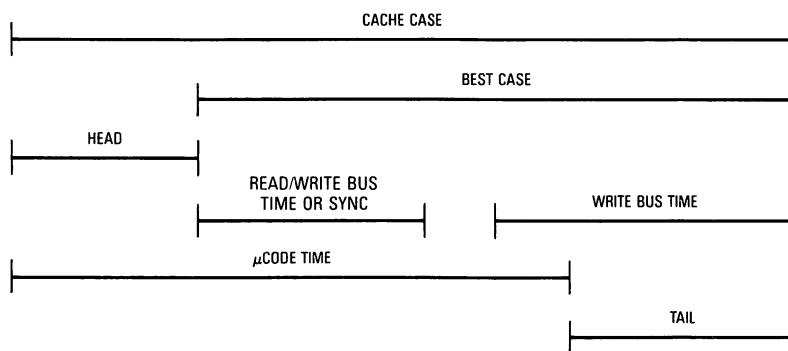 CACHE CASE
BEST CASE
HEAD
READ/WRITE BUS
TIME OR SYNC
WRITE BUS TIME
μCODE TIME
TAIL